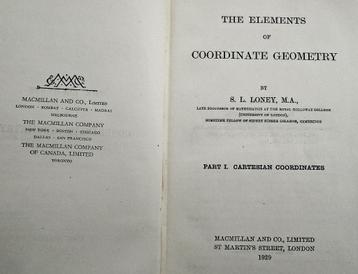 MACMILLAN AND CO., LIMITED
LONDON · BOMBAY · CALCUTTA · MADRAS
MELBOURNE
THE MACMILLAN COMPANY
NEW YORK · BOSTON · CHICAGO
DALLAS · SAN FRANCISCO
THE MACMILLAN COMPANY
OF CANADA, LIMITED
TORONTO
THE ELEMENTS
OF
COORDINATE GEOMETRY
BY
S. L. LONEY, M.A.,
LATE PROFESSOR OF MATHEMATICS AT THE ROYAL HOLLOWAY COLLEGE
(UNIVERSITY OF LONDON),
SOMETIME FELLOW OF SIDNEY SUSSEX COLLEGE, CAMBRIDGE
PART I. CARTESIAN COORDINATES
MACMILLAN AND CO., LIMITED
ST MARTIN'S STREET, LONDON
1929